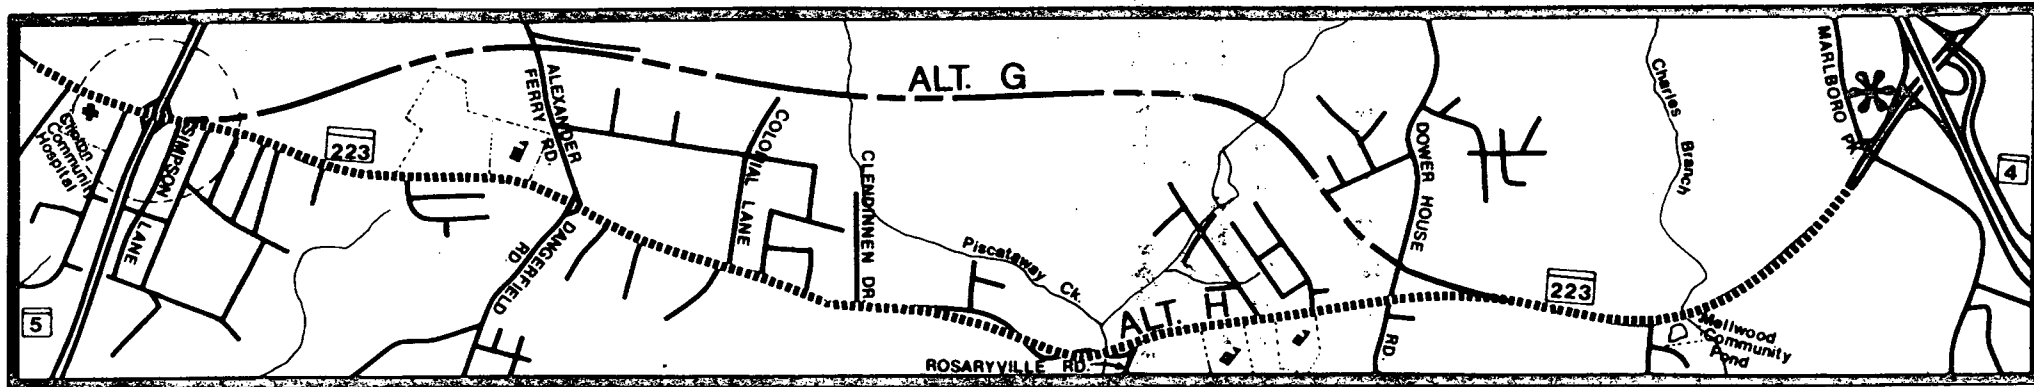 Clinton
Community
Hospital
5
SIMPSON
LANE
223
ALEXANDER
FERRY RD.
DANGERFIELD
RD
COLONIAL LANE
CLENDINNEN DR
ALT. G
Piscataway Ck.
ALT. H
ROSARYVILLE RD.
DOWER HOUSE
RD.
Charles Branch
223
Mellwood
Community
Pond
MARLBORO PK
4